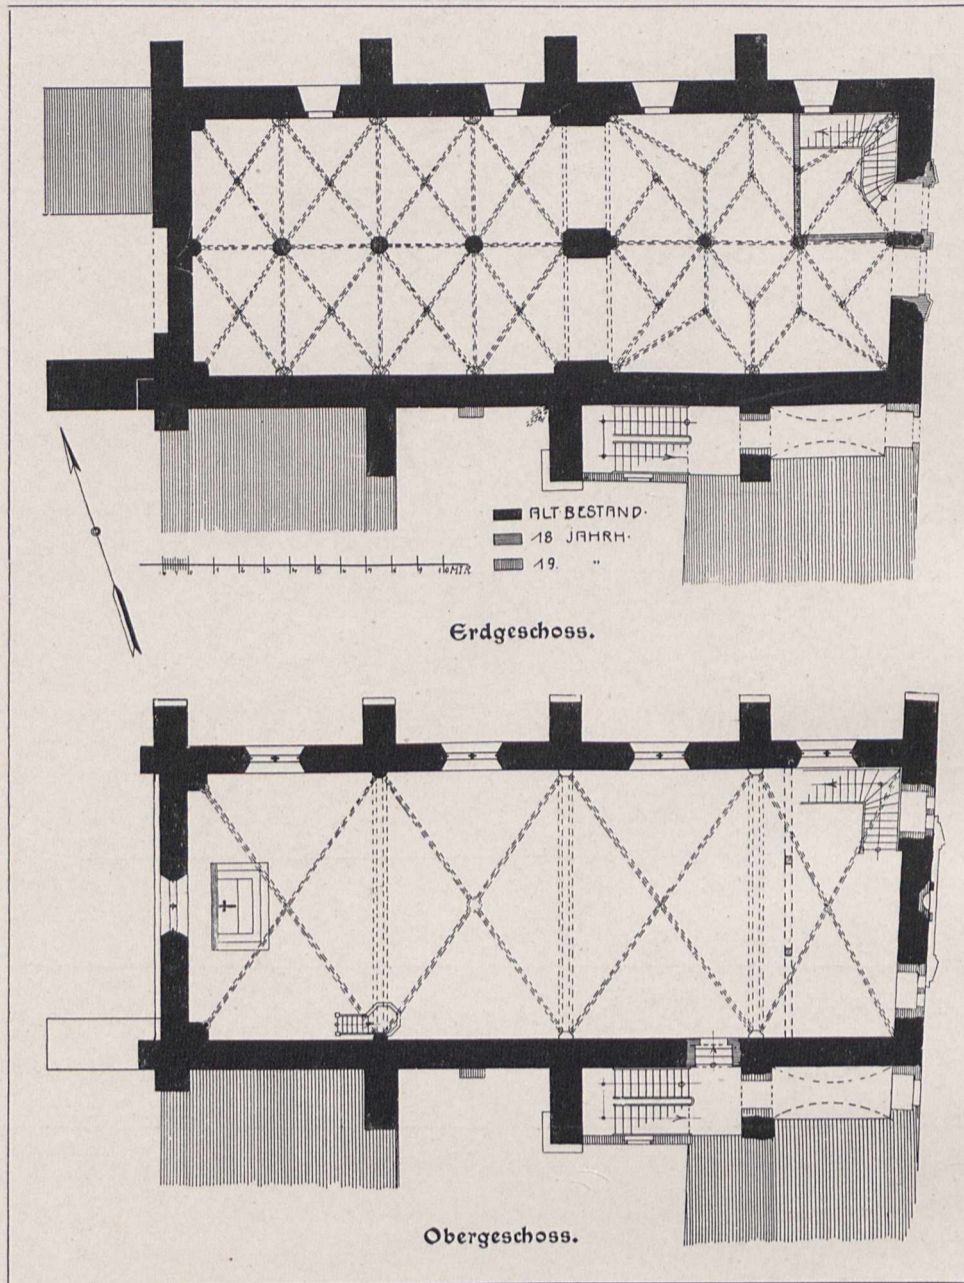 ALT·BESTAND·
18 JAHRH·
19. "
MTR
Erdgeschoss.
Obergeschoss.